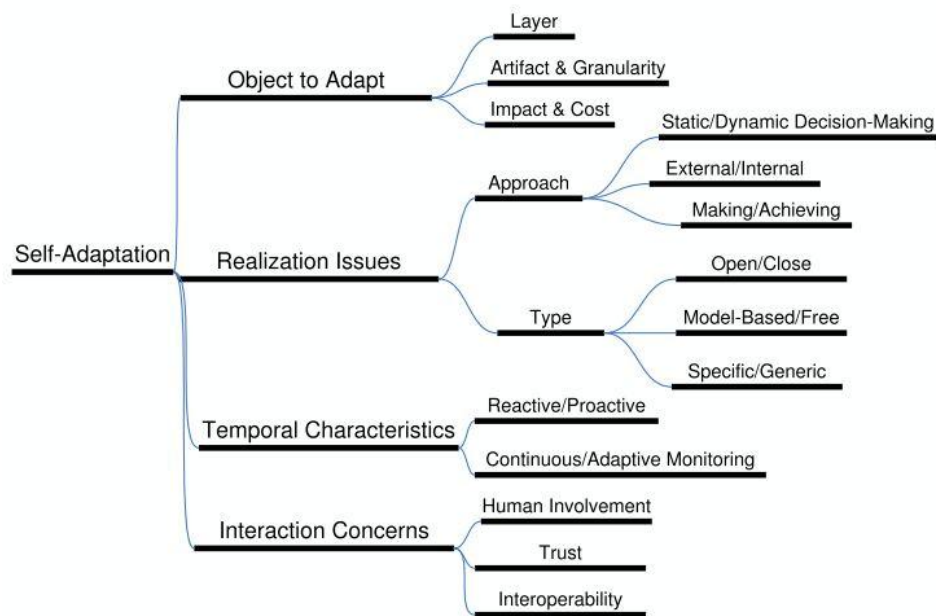 Self-Adaptation
Object to Adapt
Layer
Artifact & Granularity
Impact & Cost
Realization Issues
Approach
Static/Dynamic Decision-Making
External/Internal
Making/Achieving
Type
Open/Close
Model-Based/Free
Specific/Generic
Temporal Characteristics
Reactive/Proactive
Continuous/Adaptive Monitoring
Interaction Concerns
Human Involvement
Trust
Interoperability